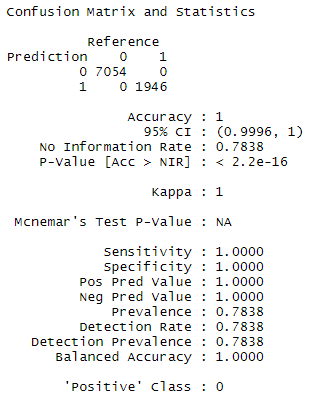 Confusion Matrix and Statistics
Reference
Prediction 0 1
0 7054 0
1 0 1946
Accuracy : 1
95% CI : (0.9996, 1)
No Information Rate : 0.7838
P-Value [Acc > NIR] : < 2.2e-16
Kappa : 1
Mcnemar's Test P-Value : NA
Sensitivity : 1.0000
Specificity : 1.0000
Pos Pred Value : 1.0000
Neg Pred Value : 1.0000
Prevalence : 0.7838
Detection Rate : 0.7838
Detection Prevalence : 0.7838
Balanced Accuracy : 1.0000
'Positive' Class : 0